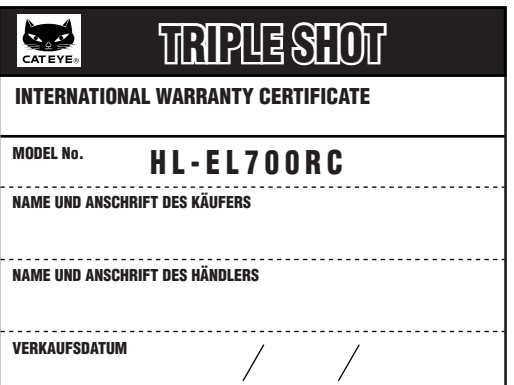 CATEYE®
TRIPLE SHOT
INTERNATIONAL WARRANTY CERTIFICATE
MODEL No.
HL-EL700RC
NAME UND ANSCHRIFT DES KÄUFERS
NAME UND ANSCHRIFT DES HÄNDLERS
VERKAUFSDATUM / /